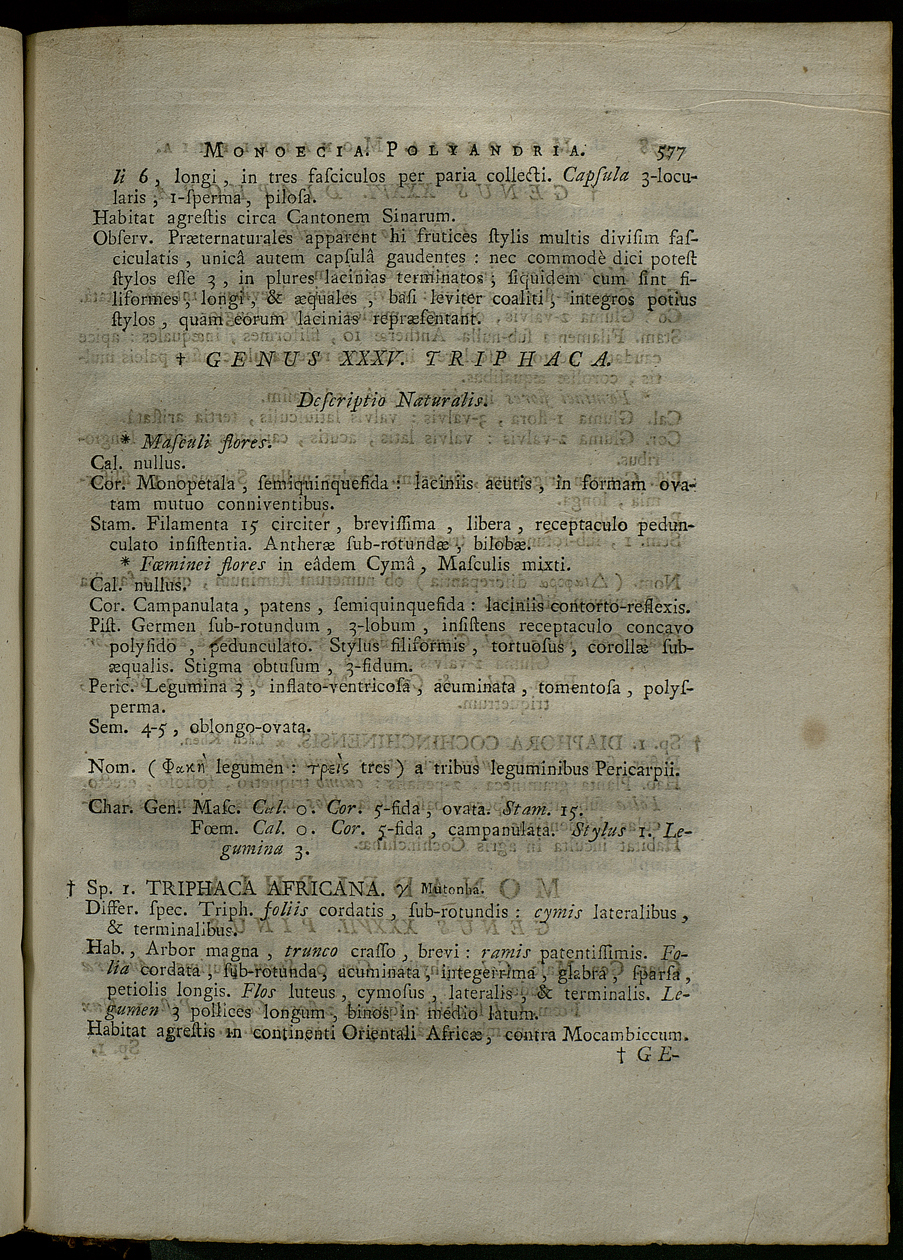 MONOECIA. POLYANDRIA. 577
li 6, longi, in tres faſciculos per paria collecti. Capſula 3-locu-
laris, 1-ſperma, piloſa.
Habitat agreſtis circa Cantonem Sinarum.
Obſerv. Præternaturales apparent hi frutices ſtylis multis diviſim faſ-
ciculatis, unicâ autem capſulâ gaudentes : nec commodè dici poteſt
ſtylos eſſe 3, in plures lacinias terminatos ; ſiquidem cum ſint fi-
liformes, longi, & æquales, baſi leviter coaliti, integros potius
ſtylos, quàm eorum lacinias repræſentant.
† GENUS XXXV. TRIPHACA.
Deſcriptio Naturalis.
* Maſculi flores.
Cal. nullus.
Cor. Monopetala, ſemiquinquefida : laciniis acutis, in formam ova-
tam mutuo conniventibus.
Stam. Filamenta 15 circiter, breviſſima, libera, receptaculo pedun-
culato inſiſtentia. Antheræ ſub-rotundæ, bilobæ.
* Fœminei flores in eâdem Cymâ, Maſculis mixti.
Cal. nullus.
Cor. Campanulata, patens, ſemiquinquefida : laciniis contorto-reflexis.
Piſt. Germen ſub-rotundum, 3-lobum, inſiſtens receptaculo concavo
polyfido, pedunculato. Stylus filiformis, tortuoſus, corollæ ſub-
æqualis. Stigma obtuſum, 3-fidum.
Peric. Legumina 3, inflato-ventricoſa, acuminata, tomentoſa, polyſ-
perma.
Sem. 4-5, oblongo-ovata.
Nom. (Φακὴ legumen : τρεὶς tres) a tribus leguminibus Pericarpii.
Char. Gen. Maſc. Cal. 0. Cor. 5-fida, ovata. Stam. 15.
Fœm. Cal. 0. Cor. 5-fida, campanulata. Stylus 1. Le-
gumina 3.
† Sp. 1. TRIPHACA AFRICANA. γ Mutonha.
Differ. ſpec. Triph. foliis cordatis, ſub-rotundis : cymis lateralibus,
& terminalibus.
Hab., Arbor magna, trunco craſſo, brevi : ramis patentiſſimis. Fo-
lia cordata, ſub-rotunda, acuminata, integerrima, glabra, ſparſa,
petiolis longis. Flos luteus, cymoſus, lateralis, & terminalis. Le-
gumen 3 pollices longum, binos in medio latum.
Habitat agreſtis in continenti Orientali Africæ, contra Mocambiccum.
† GE-